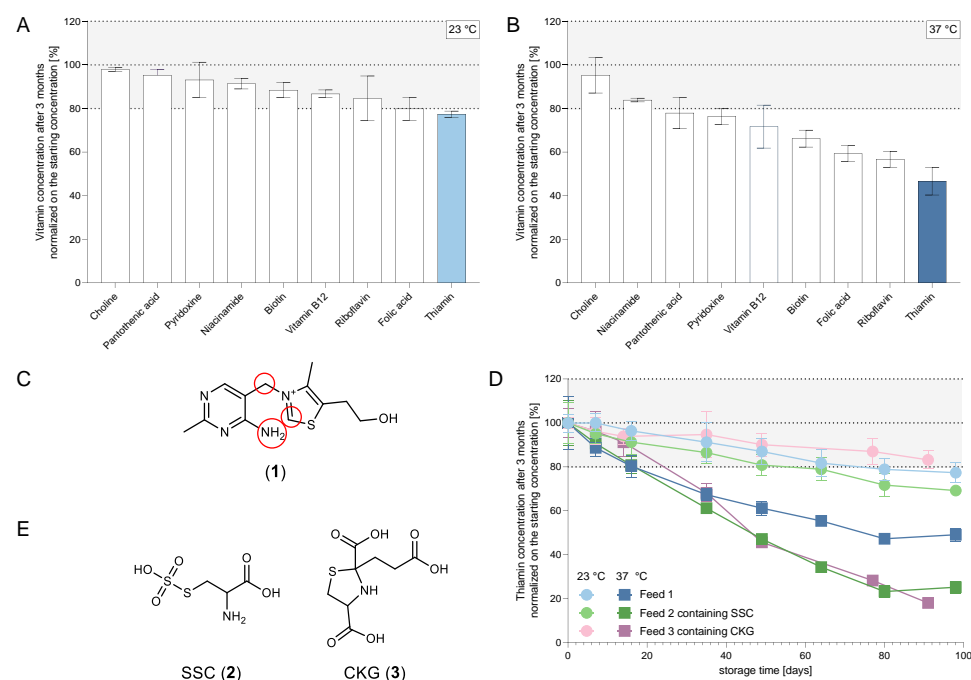 A
23 °C
Vitamin concentration after 3 months
normalized on the starting concentration [%]
120
100
80
60
40
20
0
Choline
Pantothenic acid
Pyridoxine
Niacinamide
Biotin
Vitamin B12
Riboflavin
Folic acid
Thiamin
B
37 °C
Vitamin concentration after 3 months
normalized on the starting concentration [%]
120
100
80
60
40
20
0
Choline
Niacinamide
Pantothenic acid
Pyridoxine
Vitamin B12
Biotin
Folic acid
Riboflavin
Thiamin
C
N
N
NH2
N+
S
OH
(1)
D
Thiamin concentration after 3 months
normalized on the starting concentration [%]
120
100
80
60
40
20
0
23 °C 37 °C
Feed 1
Feed 2 containing SSC
Feed 3 containing CKG
0 20 40 60 80 100
storage time [days]
E
HO
O
S
O
S
O
OH
NH2
SSC (2)
O
OH
O
OH
S
NH
O
OH
CKG (3)